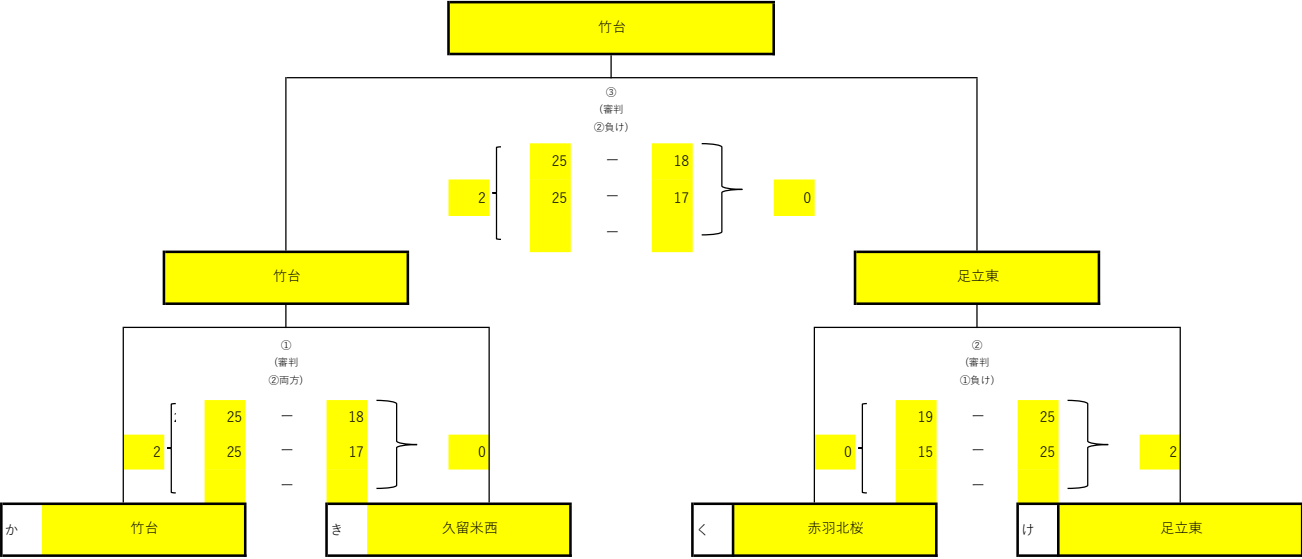 竹台
③
(審判
②負け)
25 ー 18
2 25 ー 17 0
ー
竹台 足立東
① ②
(審判 (審判
②両方) ①負け)
25 ー 18 19 ー 25
2 25 ー 17 0 0 15 ー 25 2
ー ー
か 竹台 き 久留米西 く 赤羽北桜 け 足立東